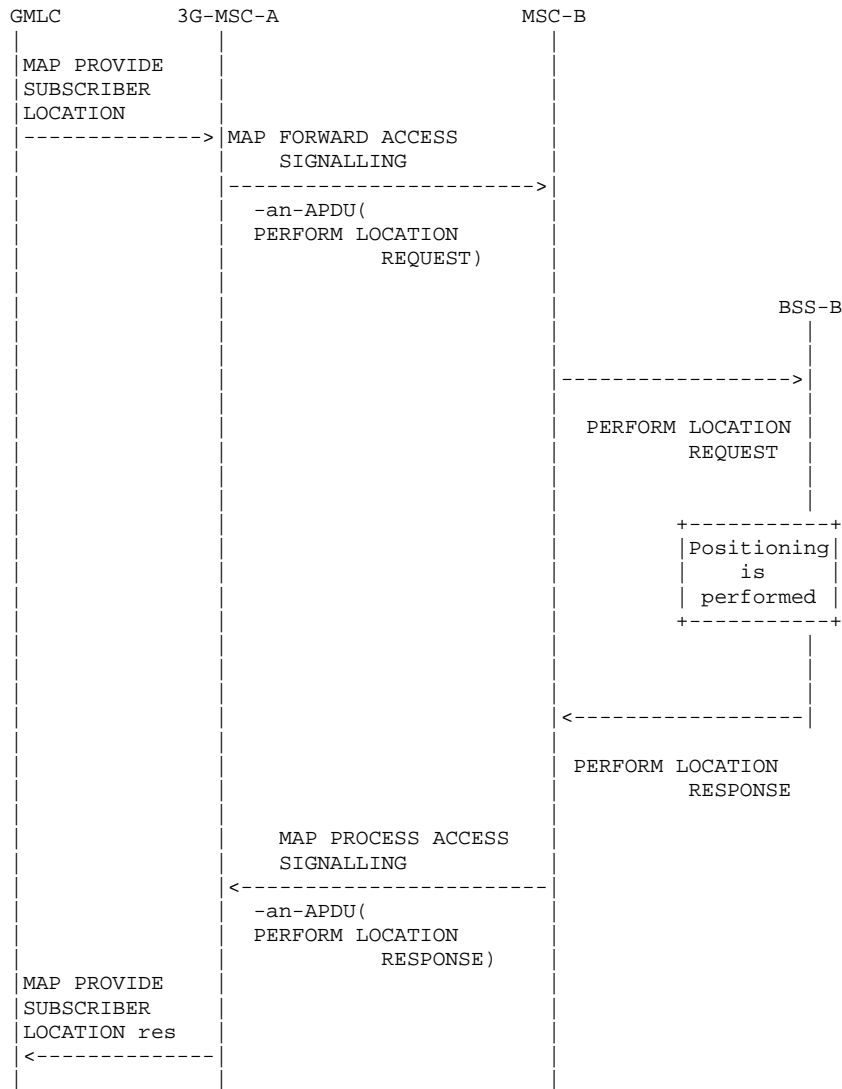 GMLC 3G-MSC-A MSC-B
MAP PROVIDE
SUBSCRIBER
LOCATION
MAP FORWARD ACCESS
SIGNALLING
-an-APDU(
PERFORM LOCATION
REQUEST)
BSS-B
PERFORM LOCATION
REQUEST
Positioning
is
performed
PERFORM LOCATION
RESPONSE
MAP PROCESS ACCESS
SIGNALLING
-an-APDU(
PERFORM LOCATION
RESPONSE)
MAP PROVIDE
SUBSCRIBER
LOCATION res